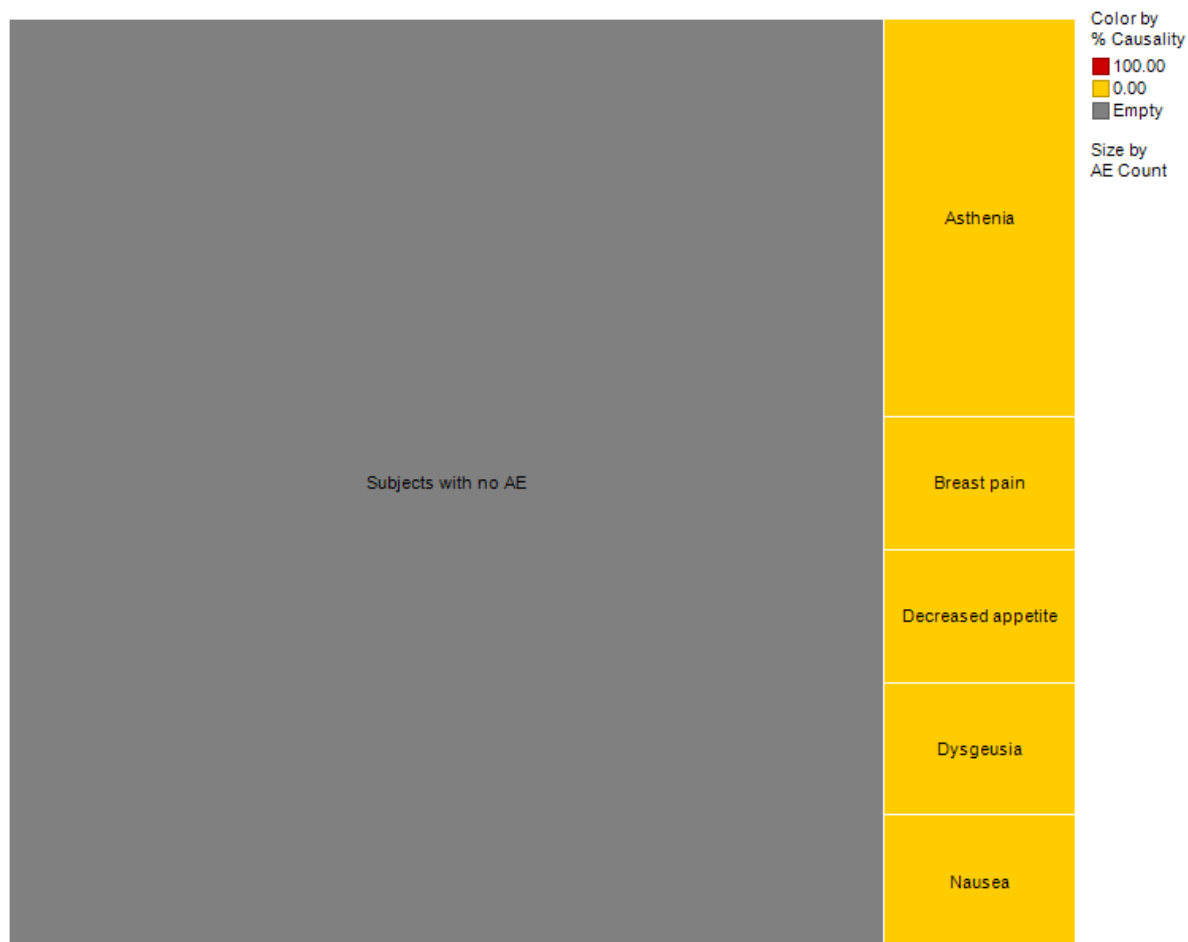 Color by
% Causality
100.00
0.00
Empty
Size by
AE Count
Asthenia
Subjects with no AE
Breast pain
Decreased appetite
Dysgeusia
Nausea